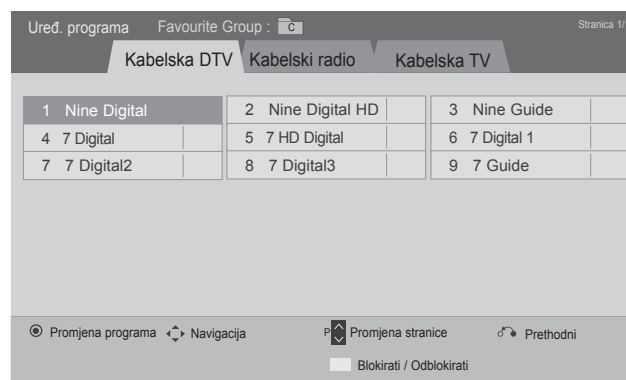 Uređ. programa Favourite Group : C Stranica 1/
Kabelska DTV Kabelski radio Kabelska TV
1 Nine Digital 2 Nine Digital HD 3 Nine Guide
4 7 Digital 5 7 HD Digital 6 7 Digital 1
7 7 Digital2 8 7 Digital3 9 7 Guide
Promjena programa Navigacija P Promjena stranice Prethodni
Blokirati / Odblokirati